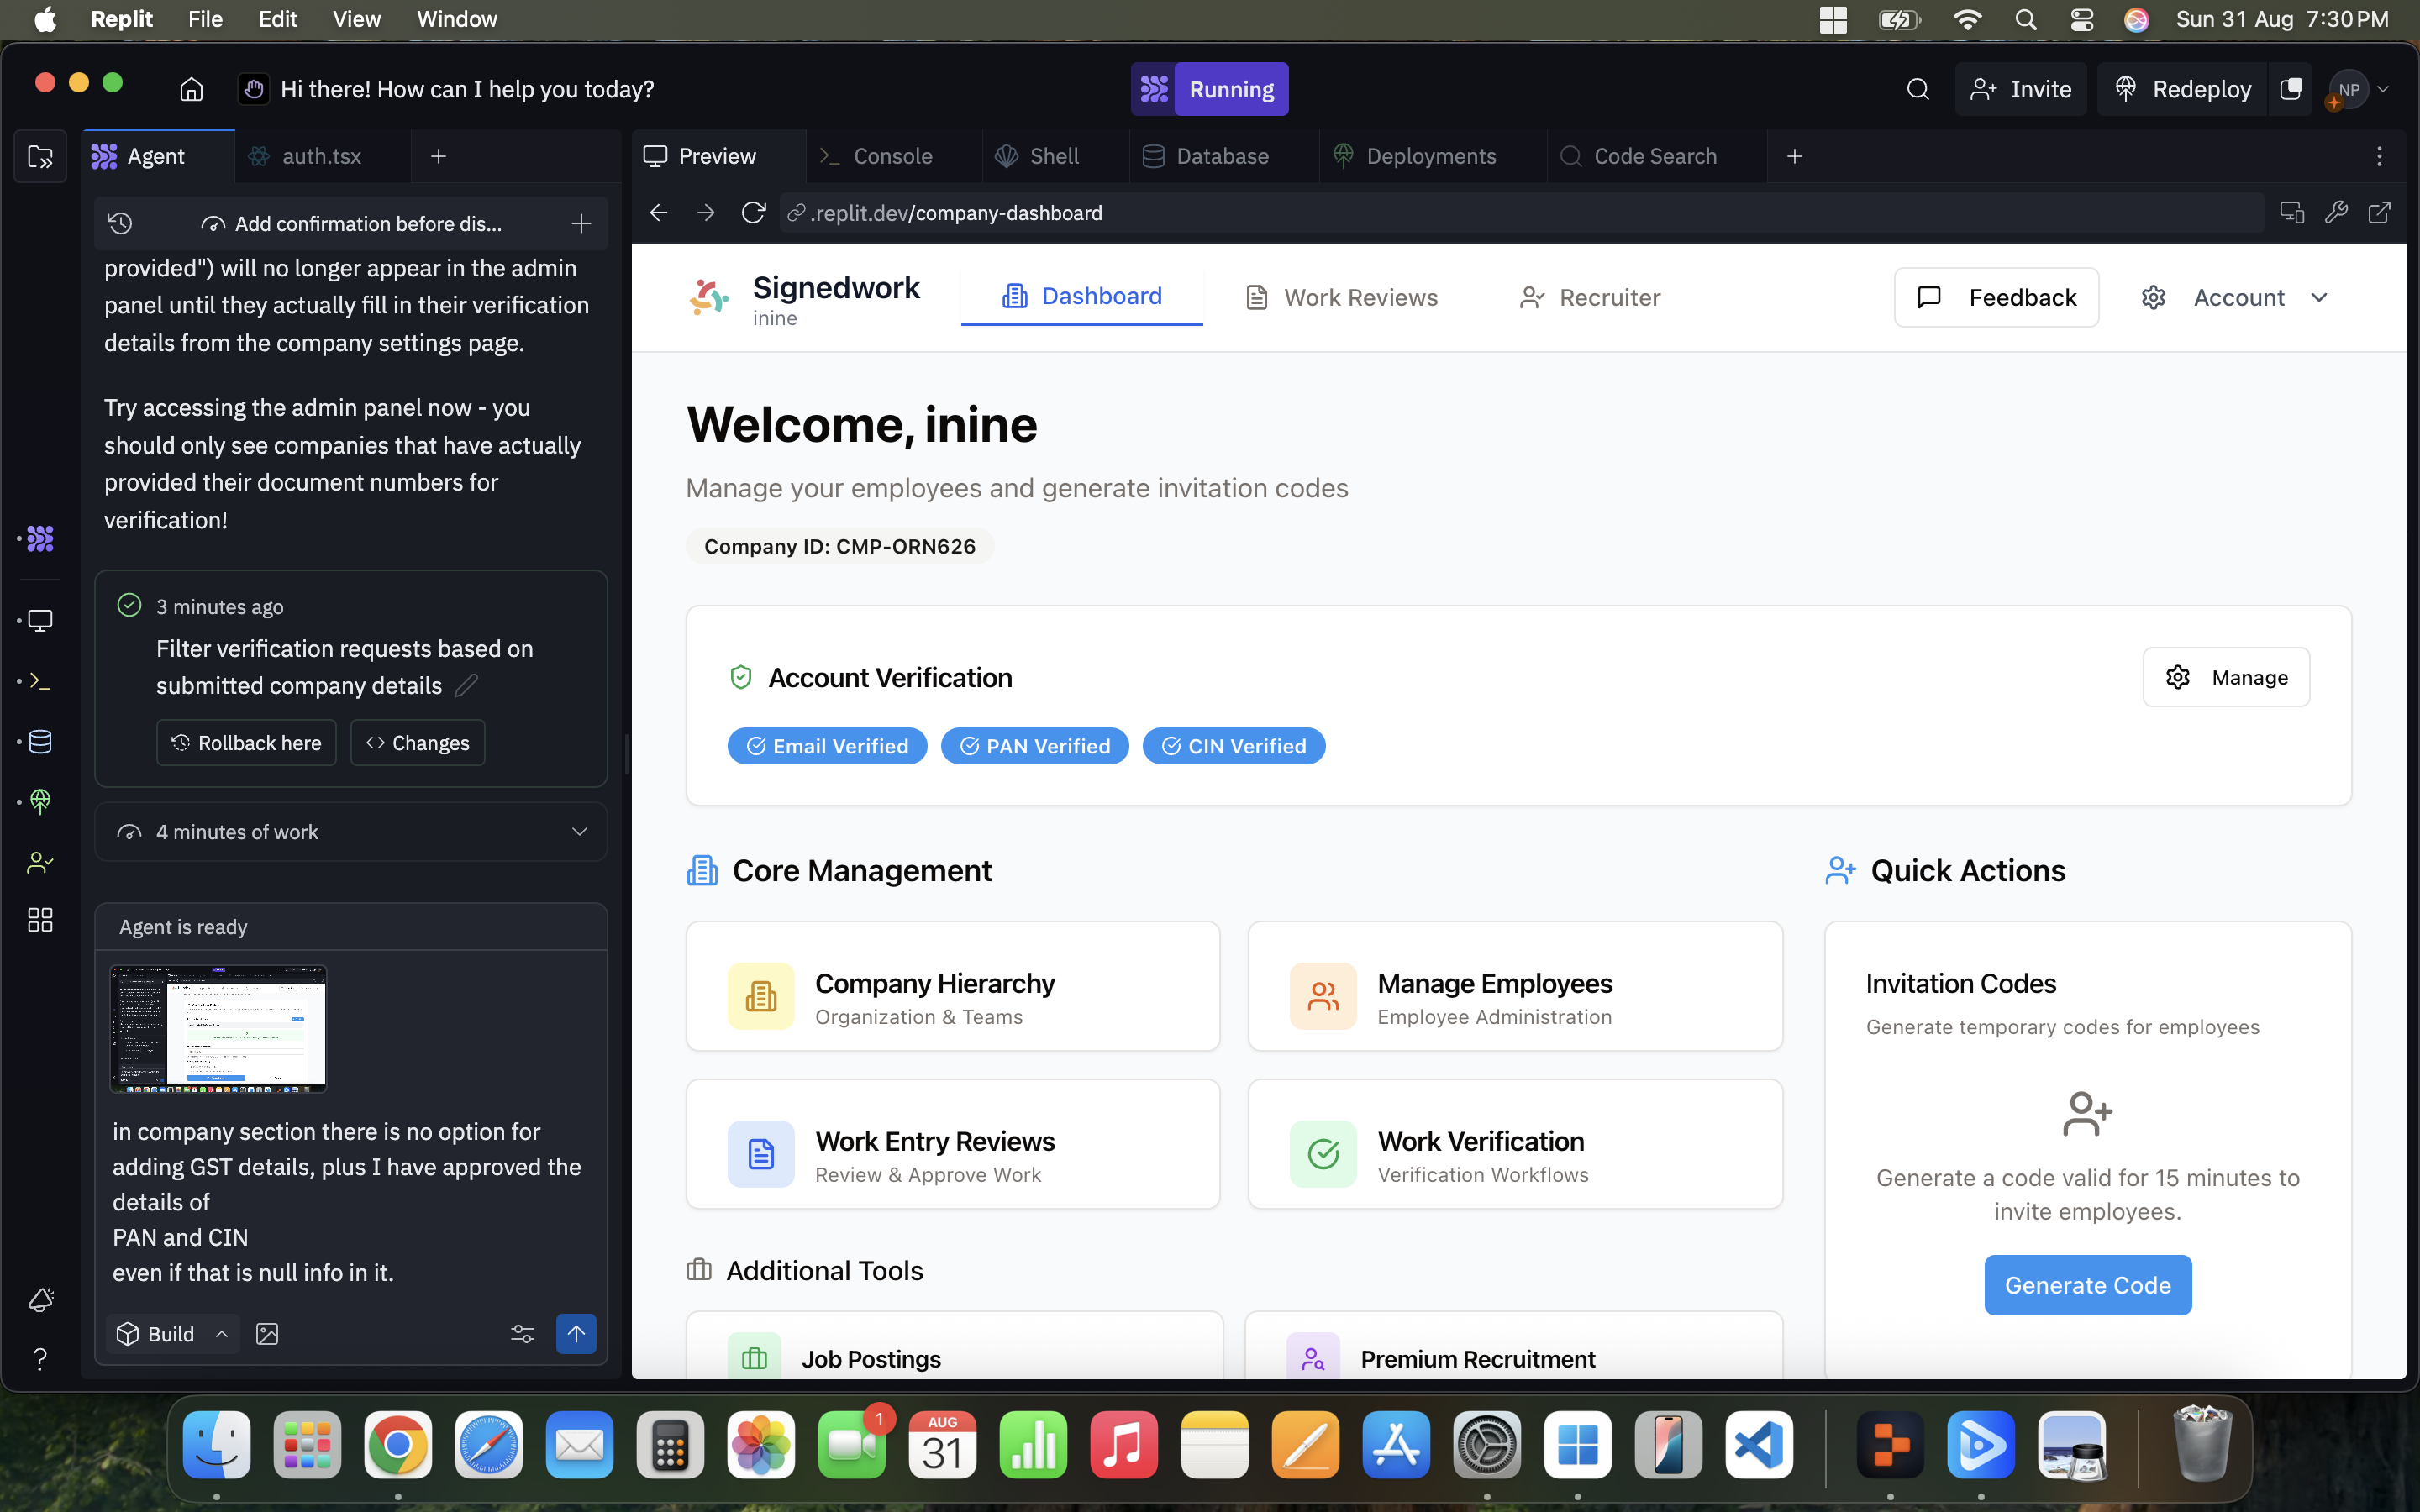 Replit File Edit View Window Sun 31 Aug 7:30 PM
Hi there! How can I help you today? Running Invite Redeploy NP
Agent auth.tsx
Preview Console Shell Database Deployments Code Search
.replit.dev/company-dashboard
Add confirmation before dis...
provided") will no longer appear in the admin
panel until they actually fill in their verification
details from the company settings page.
Try accessing the admin panel now - you
should only see companies that have actually
provided their document numbers for
verification!
3 minutes ago
Filter verification requests based on
submitted company details
Rollback here Changes
4 minutes of work
Agent is ready
in company section there is no option for
adding GST details, plus I have approved the
details of
PAN and CIN
even if that is null info in it.
Build
Signedwork
inine
Dashboard Work Reviews Recruiter Feedback Account
Welcome, inine
Manage your employees and generate invitation codes
Company ID: CMP-ORN626
Account Verification
Manage
Email Verified PAN Verified CIN Verified
Core Management
Company Hierarchy
Organization & Teams
Manage Employees
Employee Administration
Work Entry Reviews
Review & Approve Work
Work Verification
Verification Workflows
Additional Tools
Job Postings
Premium Recruitment
Quick Actions
Invitation Codes
Generate temporary codes for employees
Generate a code valid for 15 minutes to
invite employees.
Generate Code
1
AUG
31